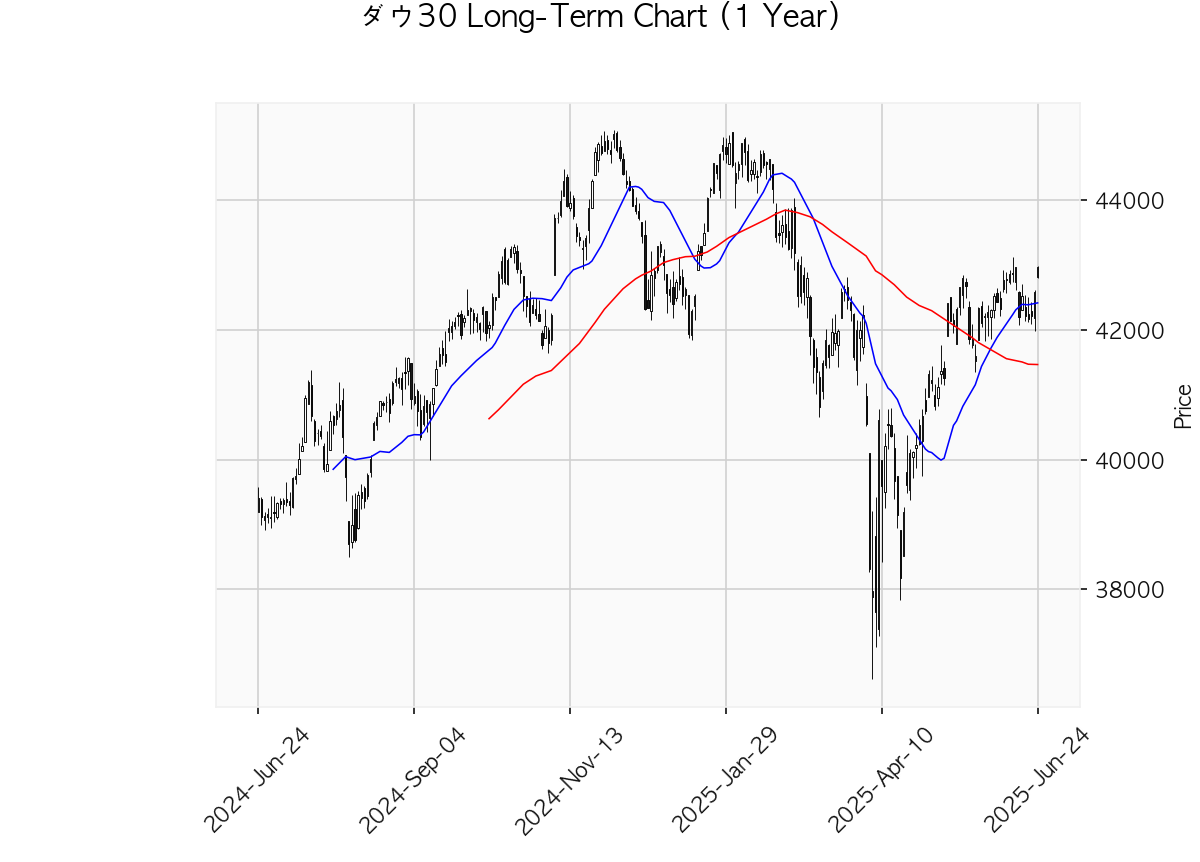 ダウ30 Long-Term Chart (1 Year)
44000
42000
40000
38000
Price
2024-Jun-24
2024-Sep-04
2024-Nov-13
2025-Jan-29
2025-Apr-10
2025-Jun-24